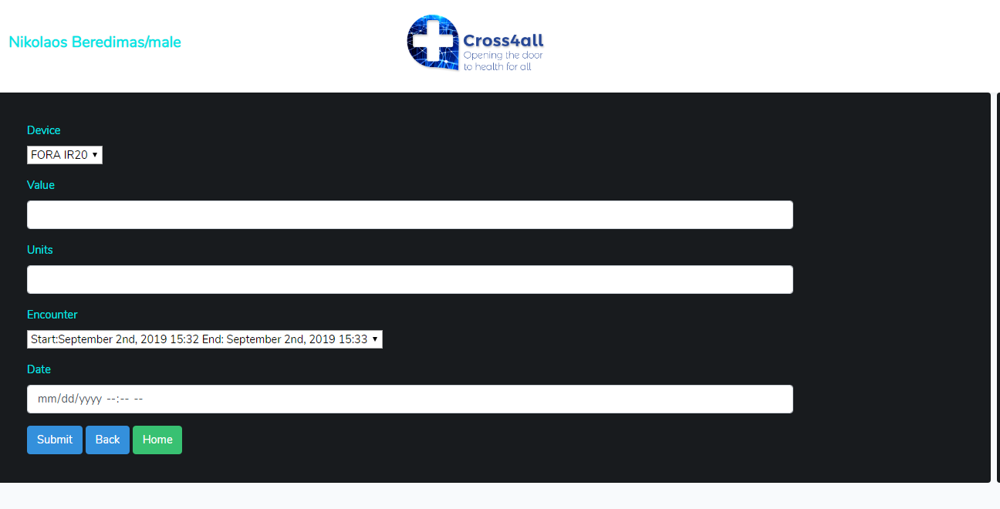 Nikolaos Beredimas/male
Cross4all
Opening the door
to health for all
Device
FORA IR20
Value
Units
Encounter
Start:September 2nd, 2019 15:32 End: September 2nd, 2019 15:33
Date
mm/dd/yyyy --:-- --
Submit Back Home